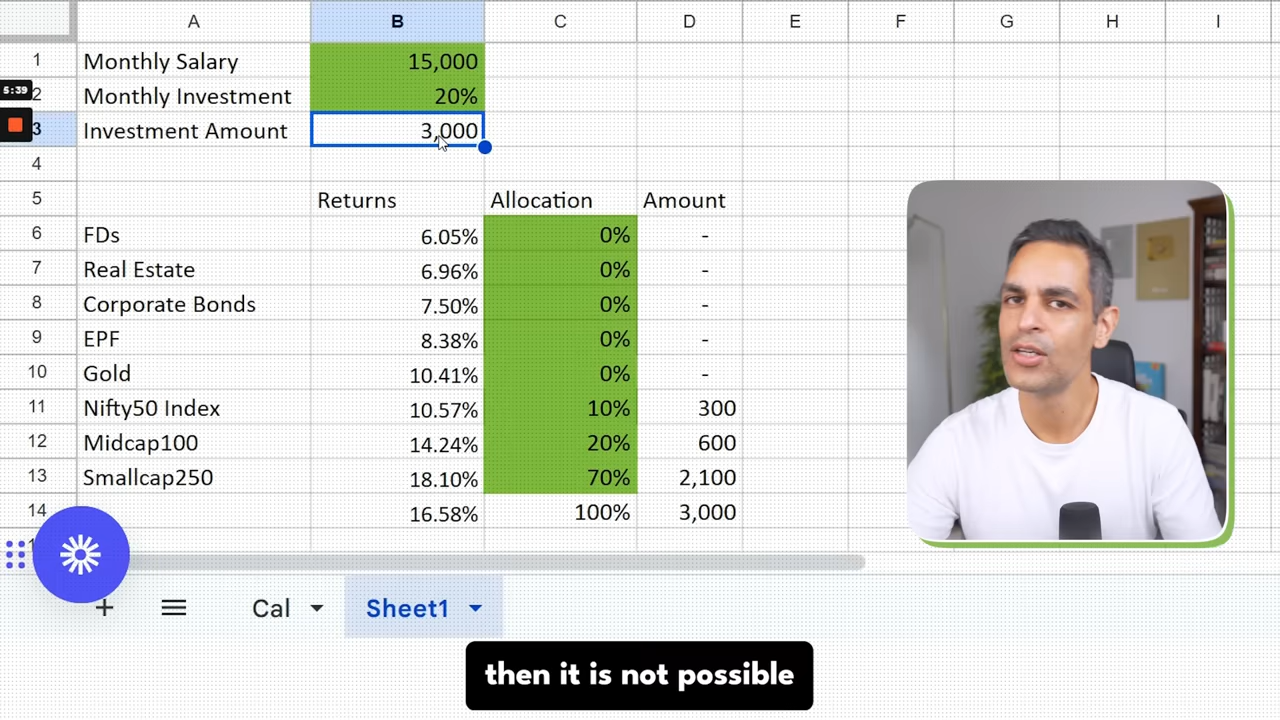 A B C D E F G H I
1 Monthly Salary 15,000
5:39
2 Monthly Investment 20%
3 Investment Amount 3,000
4
5 Returns Allocation Amount
6 FDs 6.05% 0% -
7 Real Estate 6.96% 0% -
8 Corporate Bonds 7.50% 0% -
9 EPF 8.38% 0% -
10 Gold 10.41% 0% -
11 Nifty50 Index 10.57% 10% 300
12 Midcap100 14.24% 20% 600
13 Smallcap250 18.10% 70% 2,100
14 16.58% 100% 3,000
+ Cal Sheet1
then it is not possible